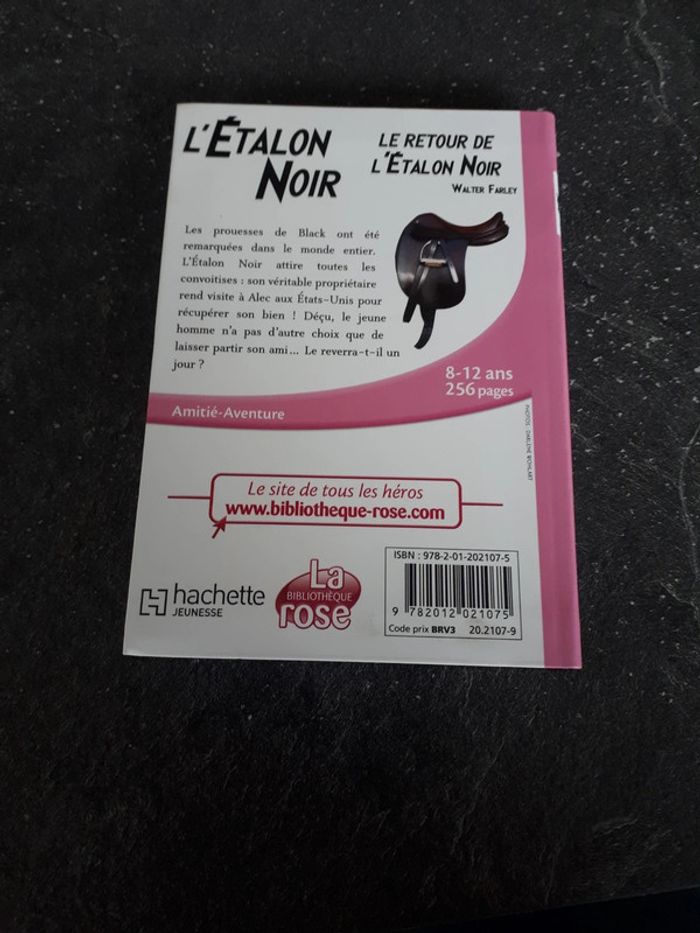 L'ÉTALON
NOIR
LE RETOUR DE
L'ÉTALON NOIR
WALTER FARLEY
Les prouesses de Black ont été
remarquées dans le monde entier.
L'Étalon Noir attire toutes les
convoitises : son véritable propriétaire
rend visite à Alec aux États-Unis pour
récupérer son bien ! Déçu, le jeune
homme n'a pas d'autre choix que de
laisser partir son ami... Le reverra-t-il un
jour ?
8-12 ans
256 pages
Amitié-Aventure
PHOTOS : DARLENE WOHLART
Le site de tous les héros
www.bibliotheque-rose.com
hachette
JEUNESSE
La
BIBLIOTHÈQUE
rose
ISBN : 978-2-01-202107-5
9 782012 021075
Code prix BRV3 20.2107-9